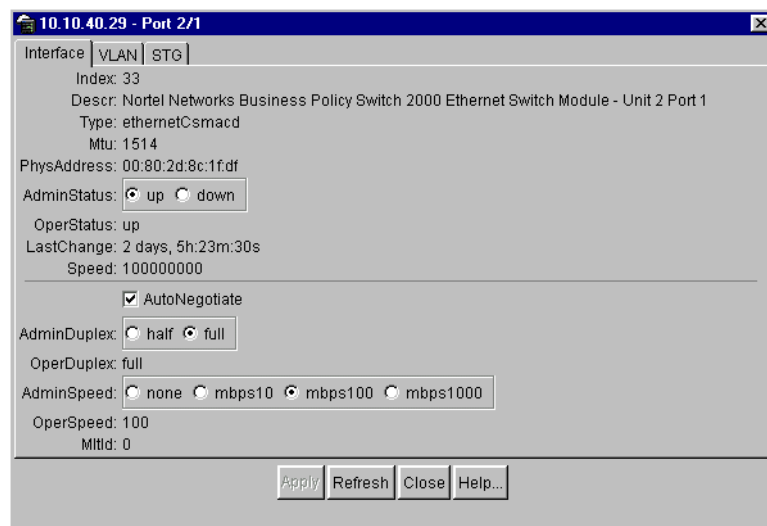 10.10.40.29 - Port 2/1
Interface VLAN STG
Index: 33
Descr: Nortel Networks Business Policy Switch 2000 Ethernet Switch Module - Unit 2 Port 1
Type: ethernetCsmacd
Mtu: 1514
PhysAddress: 00:80:2d:8c:1f:df
AdminStatus: up down
OperStatus: up
LastChange: 2 days, 5h:23m:30s
Speed: 100000000
AutoNegotiate
AdminDuplex: half full
OperDuplex: full
AdminSpeed: none mbps10 mbps100 mbps1000
OperSpeed: 100
MltId: 0
Apply Refresh Close Help...